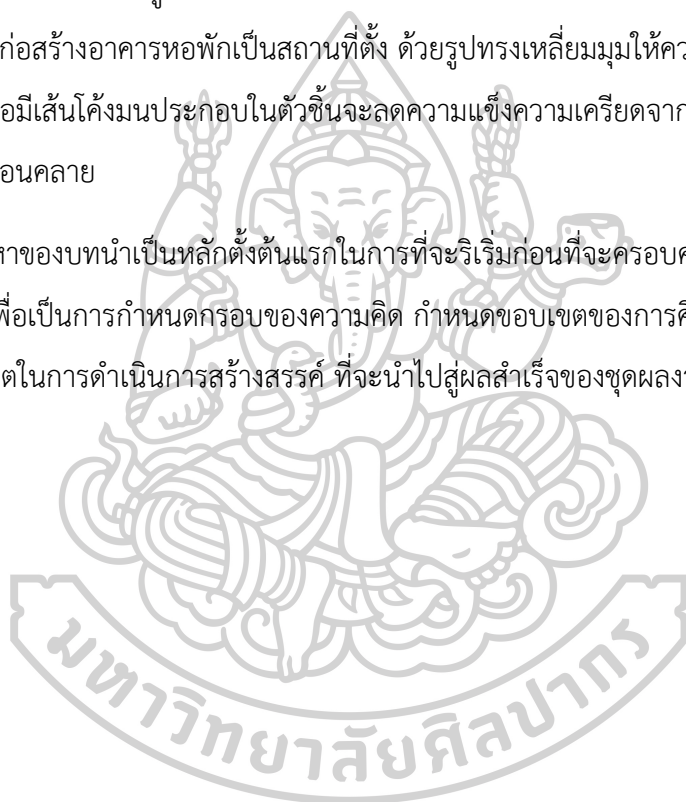 ก่อสร้างอาคารหอพักเป็นสถานที่ตั้ง ด้วยรูปทรงเหลี่ยมมุมให้คว
อมีเส้นโค้งมนประกอบในตัวชิ้นจะลดความแข็งความเครียดจาก
อนคลาย
หาของบทนำเป็นหลักตั้งต้นแรกในการที่จะริเริ่มก่อนที่จะครอบค
พื่อเป็นการกำหนดกรอบของความคิด กำหนดขอบเขตของการศึ
ตในการดำเนินการสร้างสรรค์ ที่จะนำไปสู่ผลสำเร็จของชุดผลงา
มหาวิทยาลัยศิลปากร